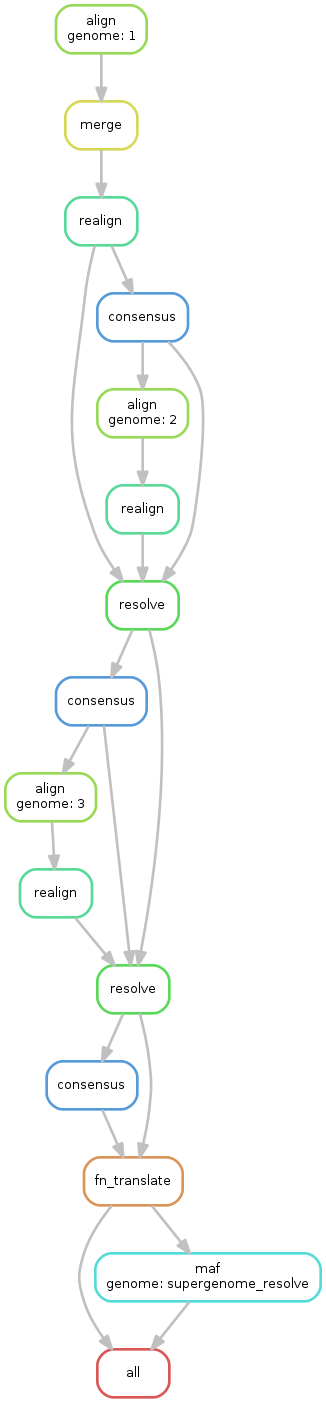 align
genome: 1
merge
realign
consensus
align
genome: 2
realign
resolve
consensus
align
genome: 3
realign
resolve
consensus
fn_translate
maf
genome: supergenome_resolve
all